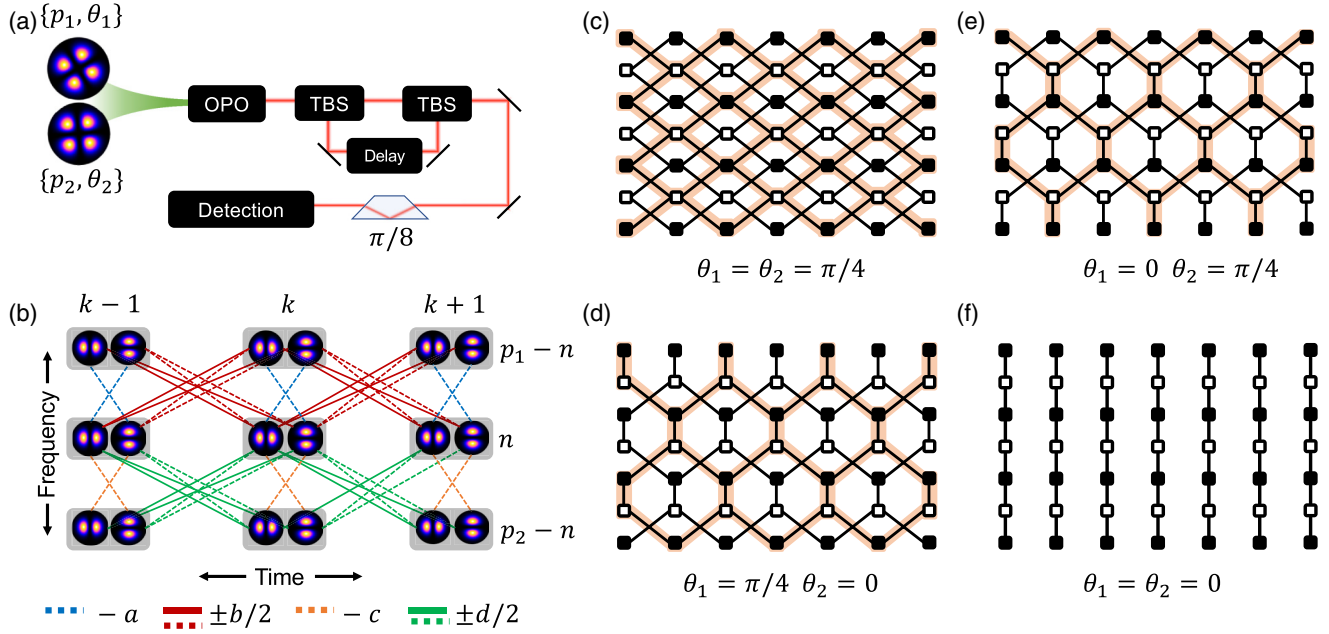 (a)
{p₁, θ₁}
{p₂, θ₂}
OPO
TBS
TBS
Delay
Detection
π/8
(b)
k − 1
k
k + 1
Frequency
p₁ − n
n
p₂ − n
Time
− a
±b/2
− c
±d/2
(c)
θ₁ = θ₂ = π/4
(d)
θ₁ = π/4 θ₂ = 0
(e)
θ₁ = 0 θ₂ = π/4
(f)
θ₁ = θ₂ = 0